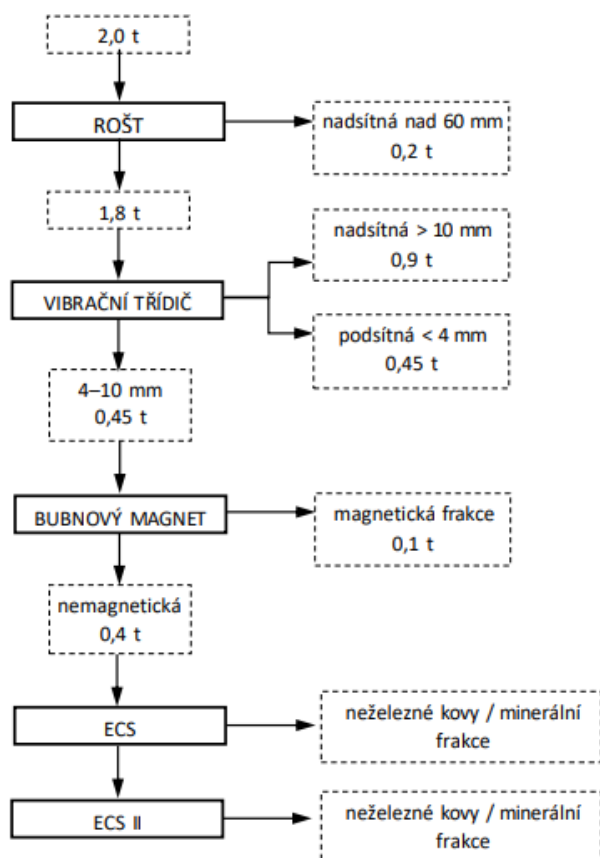 2,0 t
ROŠT
nadsítná nad 60 mm
0,2 t
1,8 t
nadsítná > 10 mm
0,9 t
VIBRAČNÍ TŘÍDIČ
podsítná < 4 mm
0,45 t
4–10 mm
0,45 t
BUBNOVÝ MAGNET
magnetická frakce
0,1 t
nemagnetická
0,4 t
ECS
neželezné kovy / minerální
frakce
ECS II
neželezné kovy / minerální
frakce